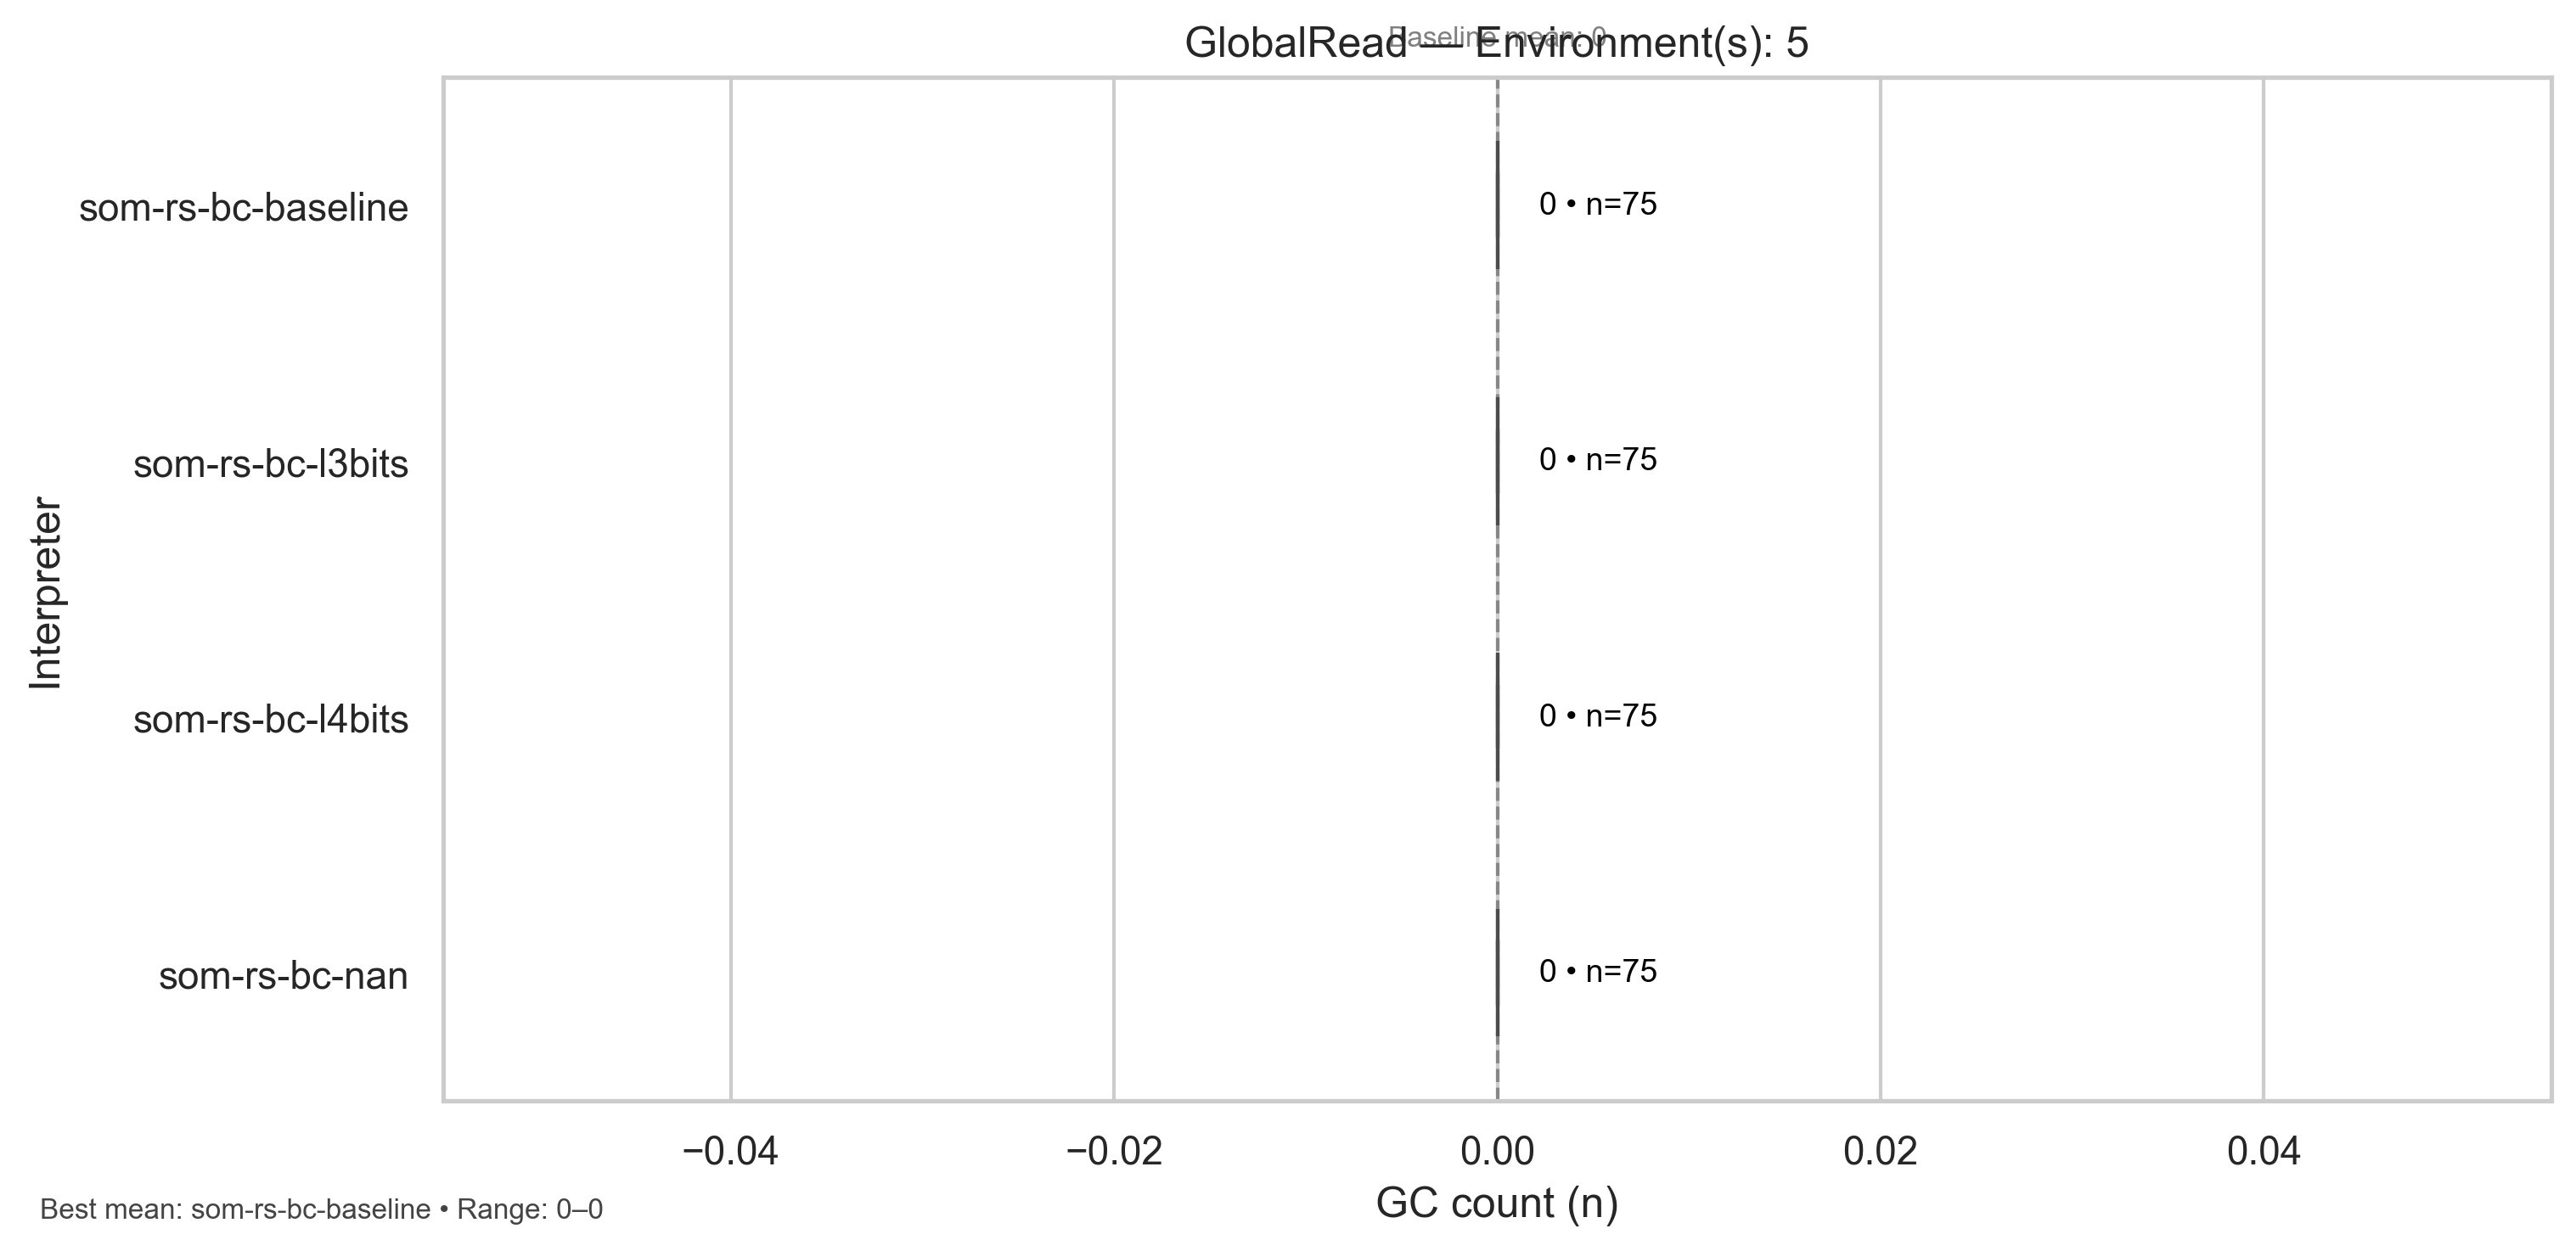 Baseline mean: 0
GlobalRead — Environment(s): 5
Interpreter
som-rs-bc-baseline
0 • n=75
som-rs-bc-l3bits
0 • n=75
som-rs-bc-l4bits
0 • n=75
som-rs-bc-nan
0 • n=75
−0.04 −0.02 0.00 0.02 0.04
GC count (n)
Best mean: som-rs-bc-baseline • Range: 0–0